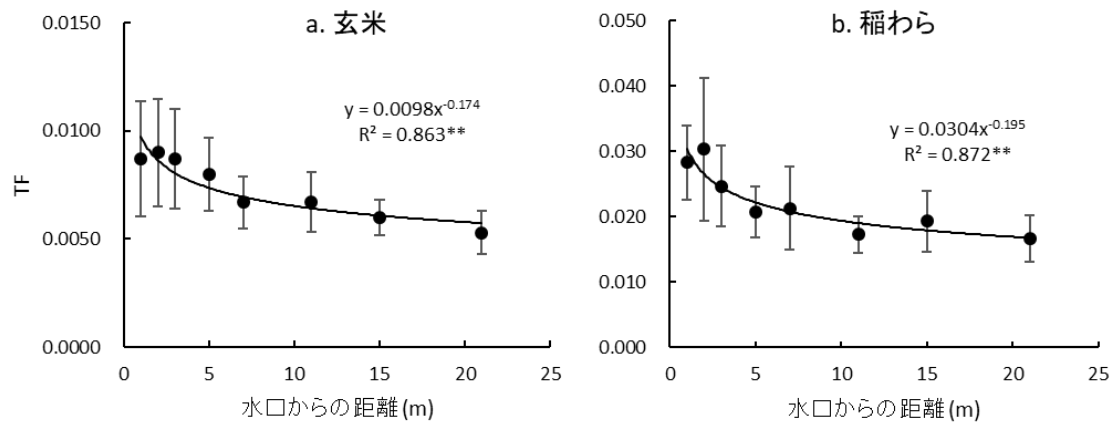 a. 玄米
0.0150
0.0100
0.0050
0.0000
TF
y = 0.0098x^-0.174
R² = 0.863**
0 5 10 15 20 25
水口からの距離(m)
b. 稲わら
0.050
0.040
0.030
0.020
0.010
0.000
y = 0.0304x^-0.195
R² = 0.872**
0 5 10 15 20 25
水口からの距離(m)